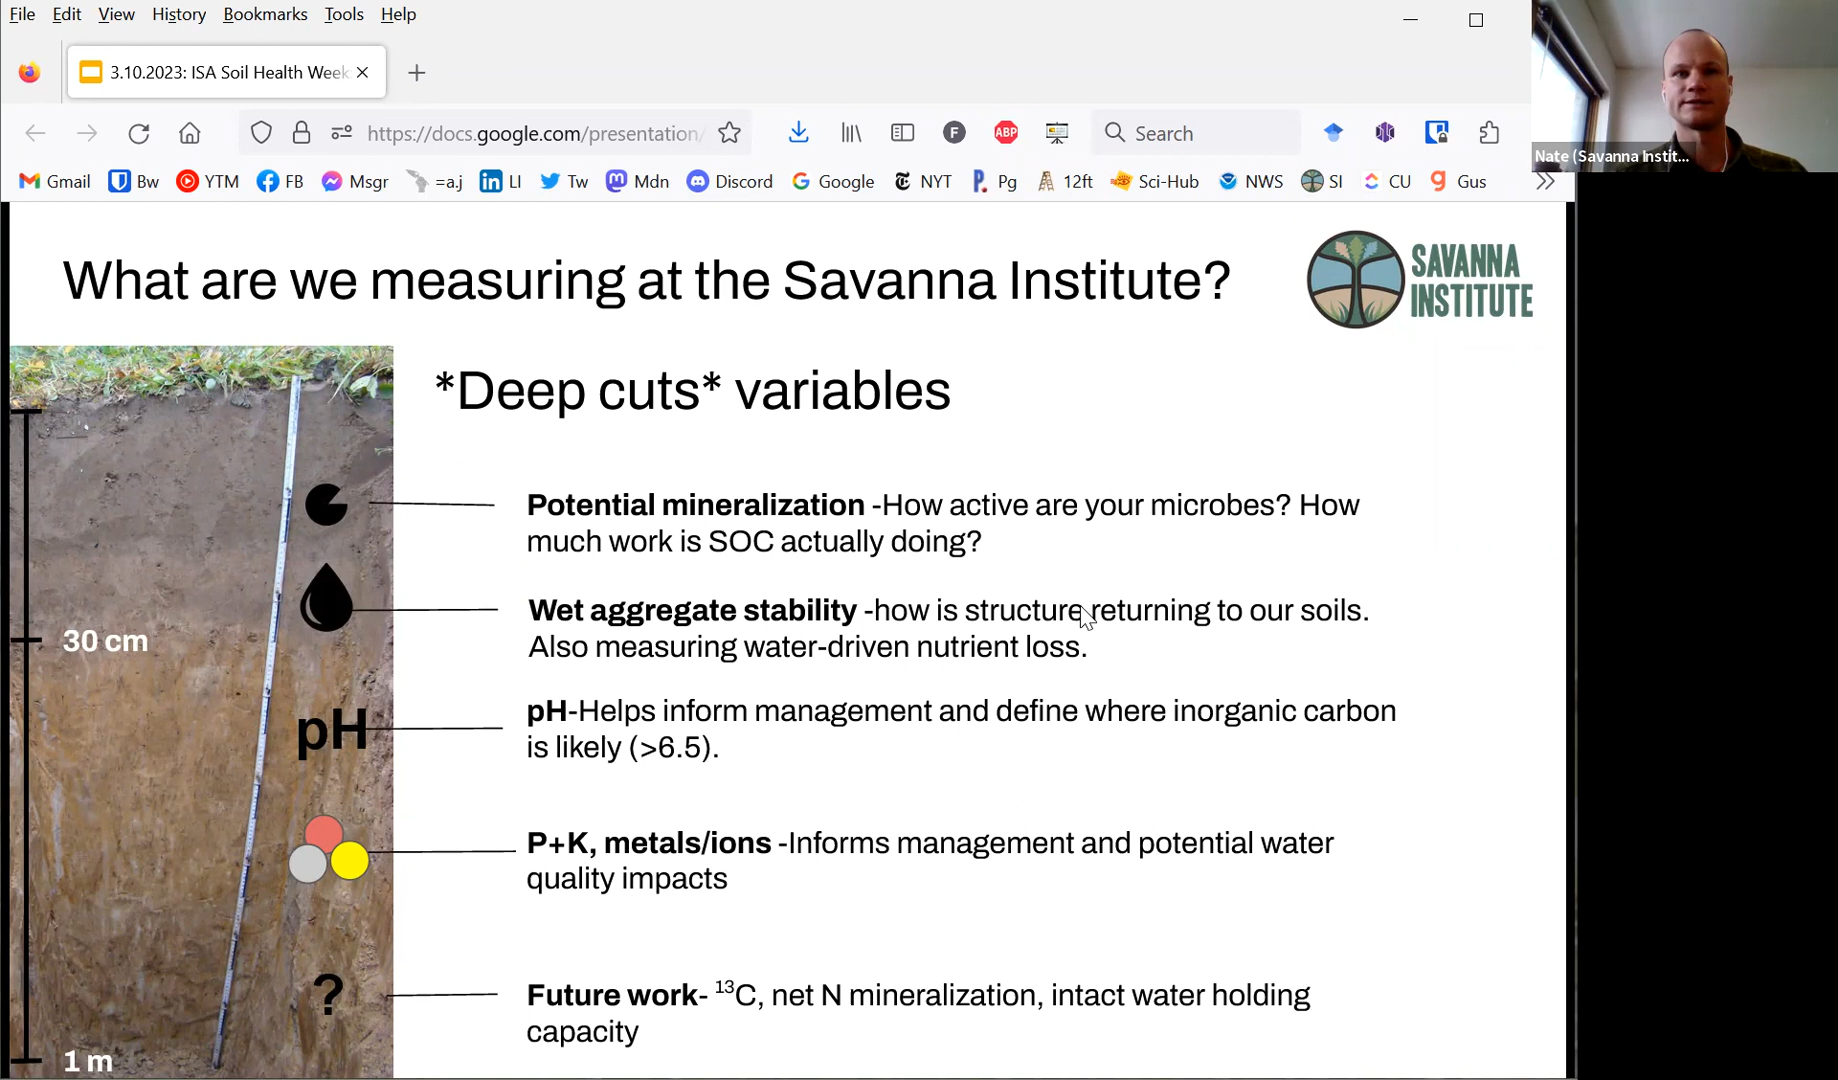 File Edit View History Bookmarks Tools Help
3.10.2023: ISA Soil Health Week
https://docs.google.com/presentation/
F
ABP
Search
Nate (Savanna Instit...
Gmail Bw YTM FB Msgr =aj LI Tw Mdn Discord Google NYT Pg 12ft Sci-Hub NWS SI CU Gus
What are we measuring at the Savanna Institute?
SAVANNA
INSTITUTE
*Deep cuts* variables
Potential mineralization -How active are your microbes? How
much work is SOC actually doing?
Wet aggregate stability -how is structure returning to our soils.
Also measuring water-driven nutrient loss.
30 cm
pH
pH-Helps inform management and define where inorganic carbon
is likely (>6.5).
P+K, metals/ions -Informs management and potential water
quality impacts
?
Future work- ¹³C, net N mineralization, intact water holding
capacity
1 m